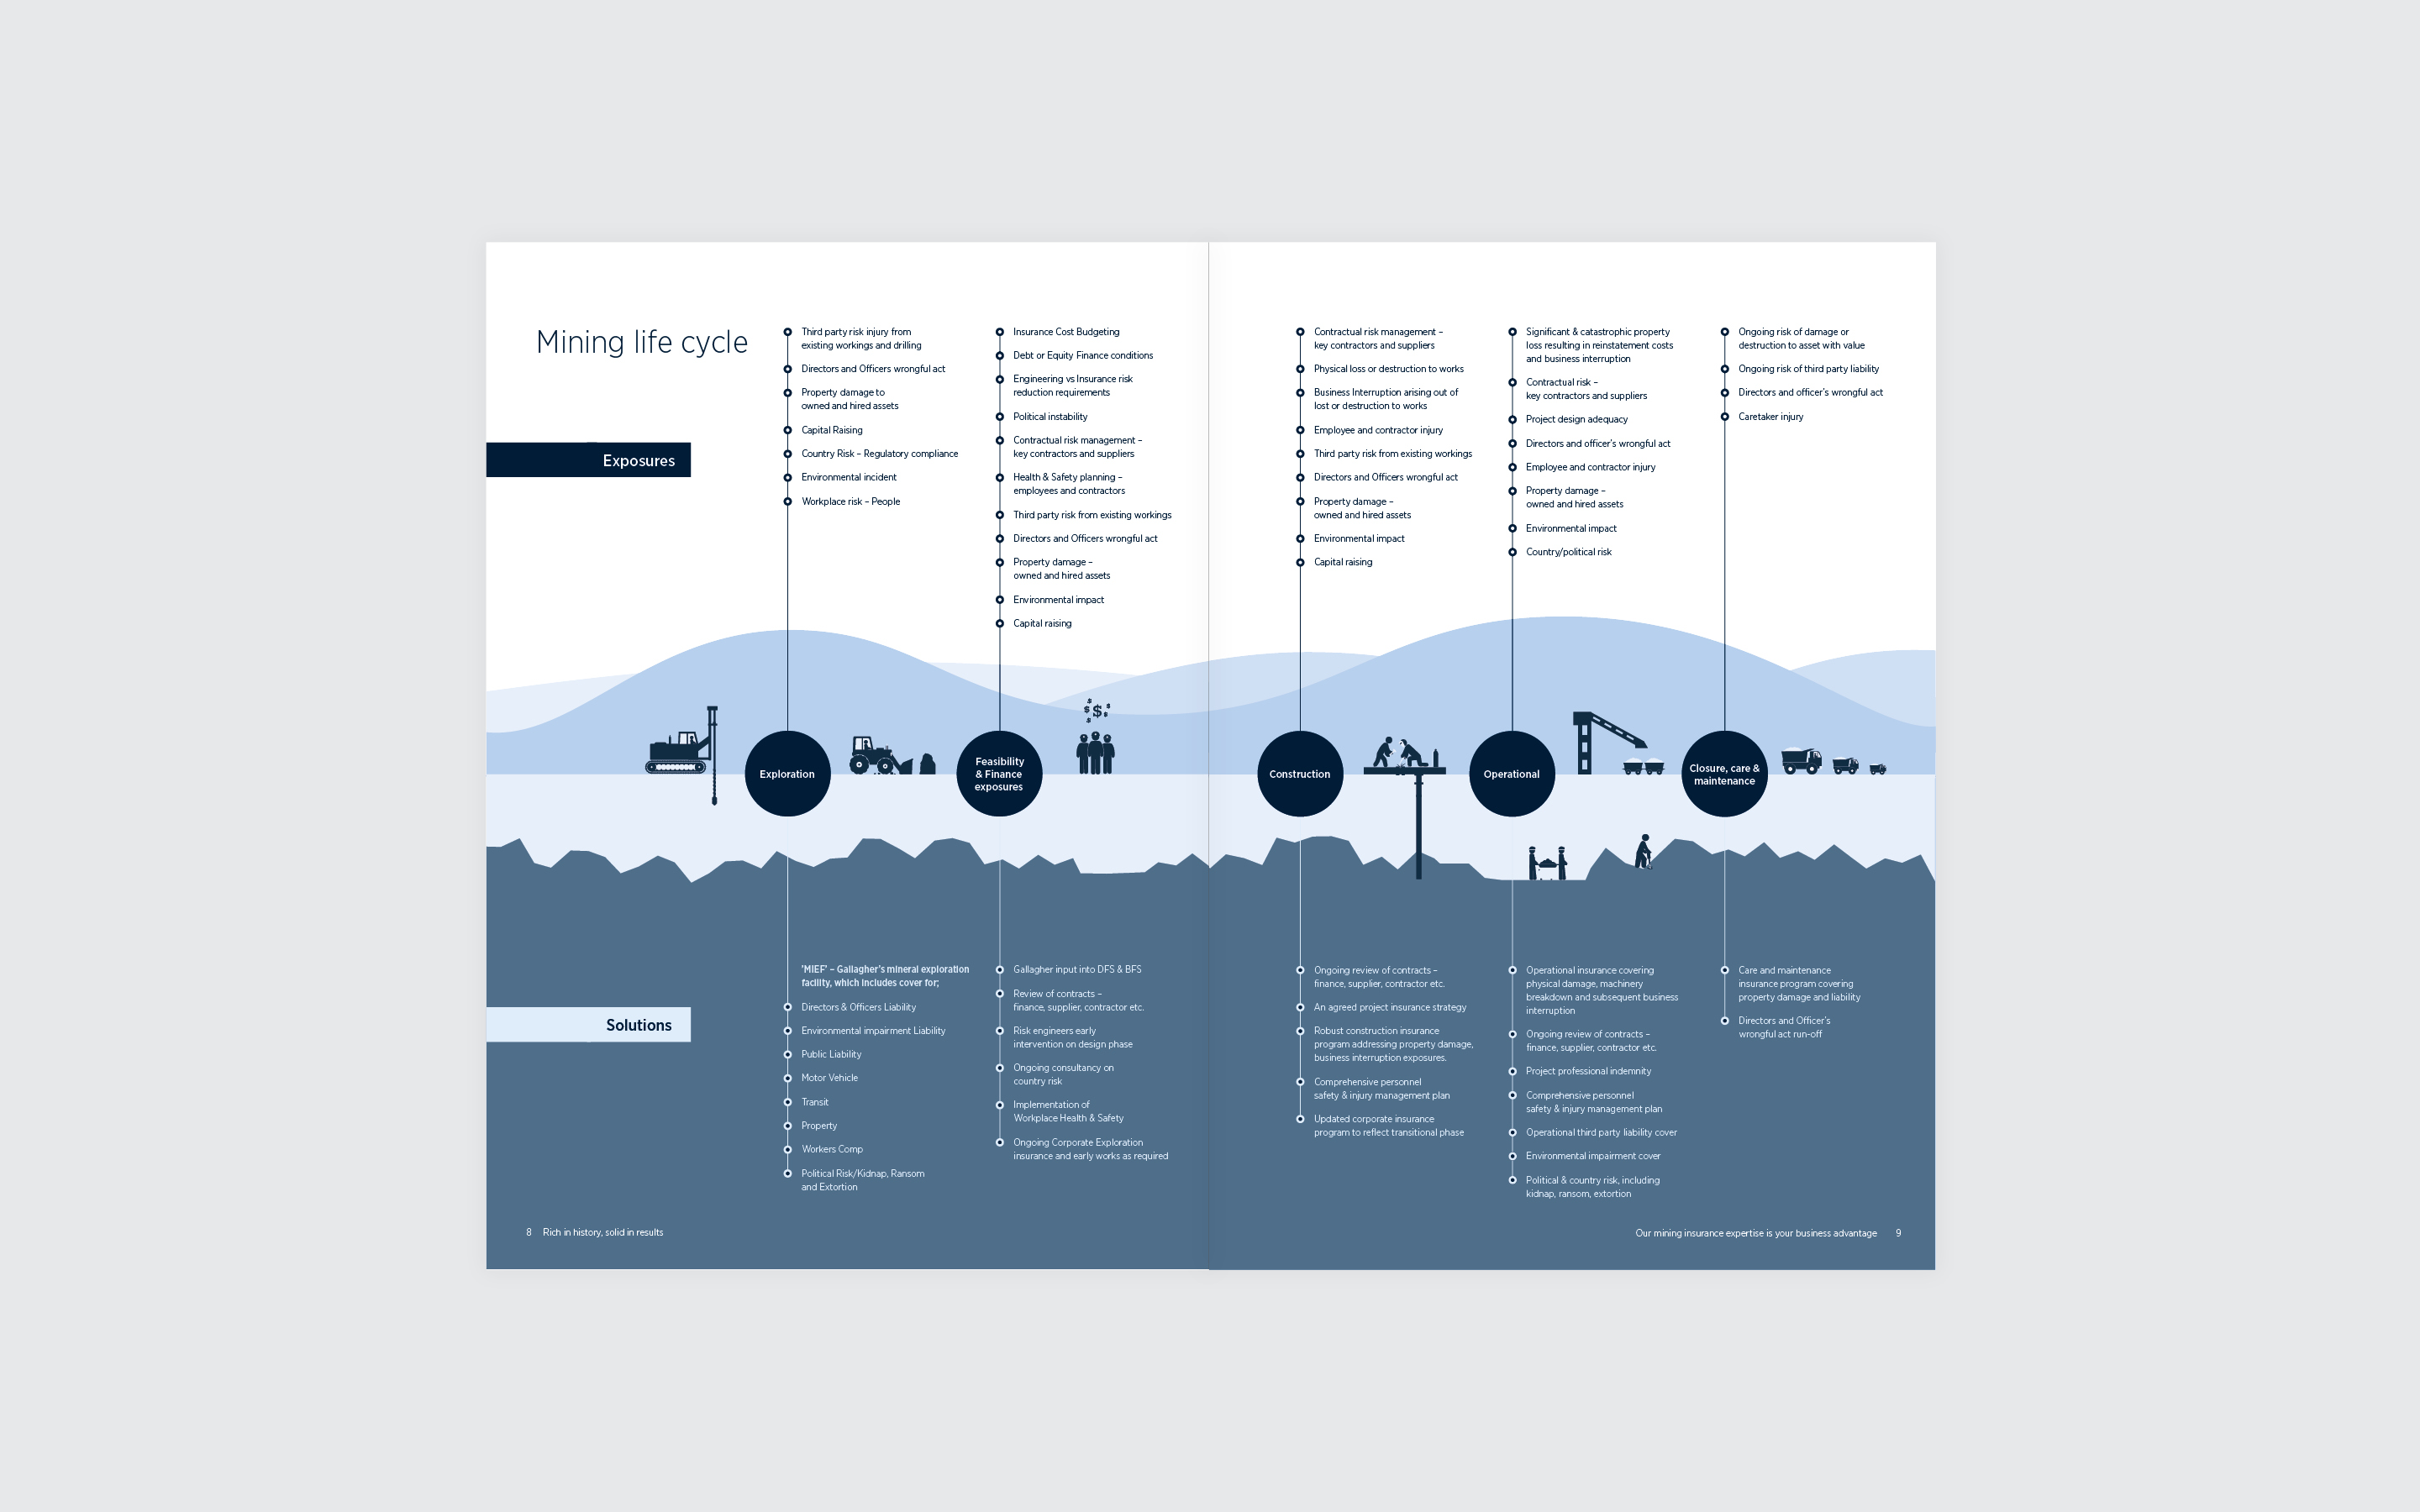 Mining life cycle
Exposures
Third party risk injury from
existing workings and drilling
Directors and Officers wrongful act
Property damage to
owned and hired assets
Capital Raising
Country Risk – Regulatory compliance
Environmental incident
Workplace risk – People
Insurance Cost Budgeting
Debt or Equity Finance conditions
Engineering vs Insurance risk
reduction requirements
Political instability
Contractual risk management –
key contractors and suppliers
Health & Safety planning –
employees and contractors
Third party risk from existing workings
Directors and Officers wrongful act
Property damage –
owned and hired assets
Environmental impact
Capital raising
Contractual risk management –
key contractors and suppliers
Physical loss or destruction to works
Business Interruption arising out of
lost or destruction to works
Employee and contractor injury
Third party risk from existing workings
Directors and Officers wrongful act
Property damage –
owned and hired assets
Environmental impact
Capital raising
Significant & catastrophic property
loss resulting in reinstatement costs
and business interruption
Contractual risk –
key contractors and suppliers
Project design adequacy
Directors and officer's wrongful act
Employee and contractor injury
Property damage –
owned and hired assets
Environmental impact
Country/political risk
Ongoing risk of damage or
destruction to asset with value
Ongoing risk of third party liability
Directors and officer's wrongful act
Caretaker injury
$ $ $ $ $ $
Exploration
Feasibility
& Finance
exposures
Construction
Operational
Closure, care &
maintenance
Solutions
'MIEF' – Gallagher's mineral exploration
facility, which includes cover for;
Directors & Officers Liability
Environmental impairment Liability
Public Liability
Motor Vehicle
Transit
Property
Workers Comp
Political Risk/Kidnap, Ransom
and Extortion
Gallagher input into DFS & BFS
Review of contracts –
finance, supplier, contractor etc.
Risk engineers early
intervention on design phase
Ongoing consultancy on
country risk
Implementation of
Workplace Health & Safety
Ongoing Corporate Exploration
insurance and early works as required
Ongoing review of contracts –
finance, supplier, contractor etc.
An agreed project insurance strategy
Robust construction insurance
program addressing property damage,
business interruption exposures.
Comprehensive personnel
safety & injury management plan
Updated corporate insurance
program to reflect transitional phase
Operational insurance covering
physical damage, machinery
breakdown and subsequent business
interruption
Ongoing review of contracts –
finance, supplier, contractor etc.
Project professional indemnity
Comprehensive personnel
safety & injury management plan
Operational third party liability cover
Environmental impairment cover
Political & country risk, including
kidnap, ransom, extortion
Care and maintenance
insurance program covering
property damage and liability
Directors and Officer's
wrongful act run-off
8 Rich in history, solid in results
Our mining insurance expertise is your business advantage 9